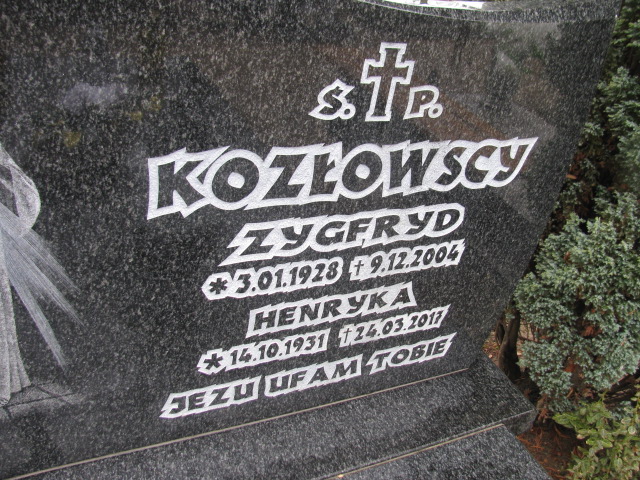 Ś. P.
KOZŁOWSCY
ZYGFRYD
* 3.01.1928 † 9.12.2004
HENRYKA
* 14.10.1931 † 24.03.2017
JEZU UFAM TOBIE